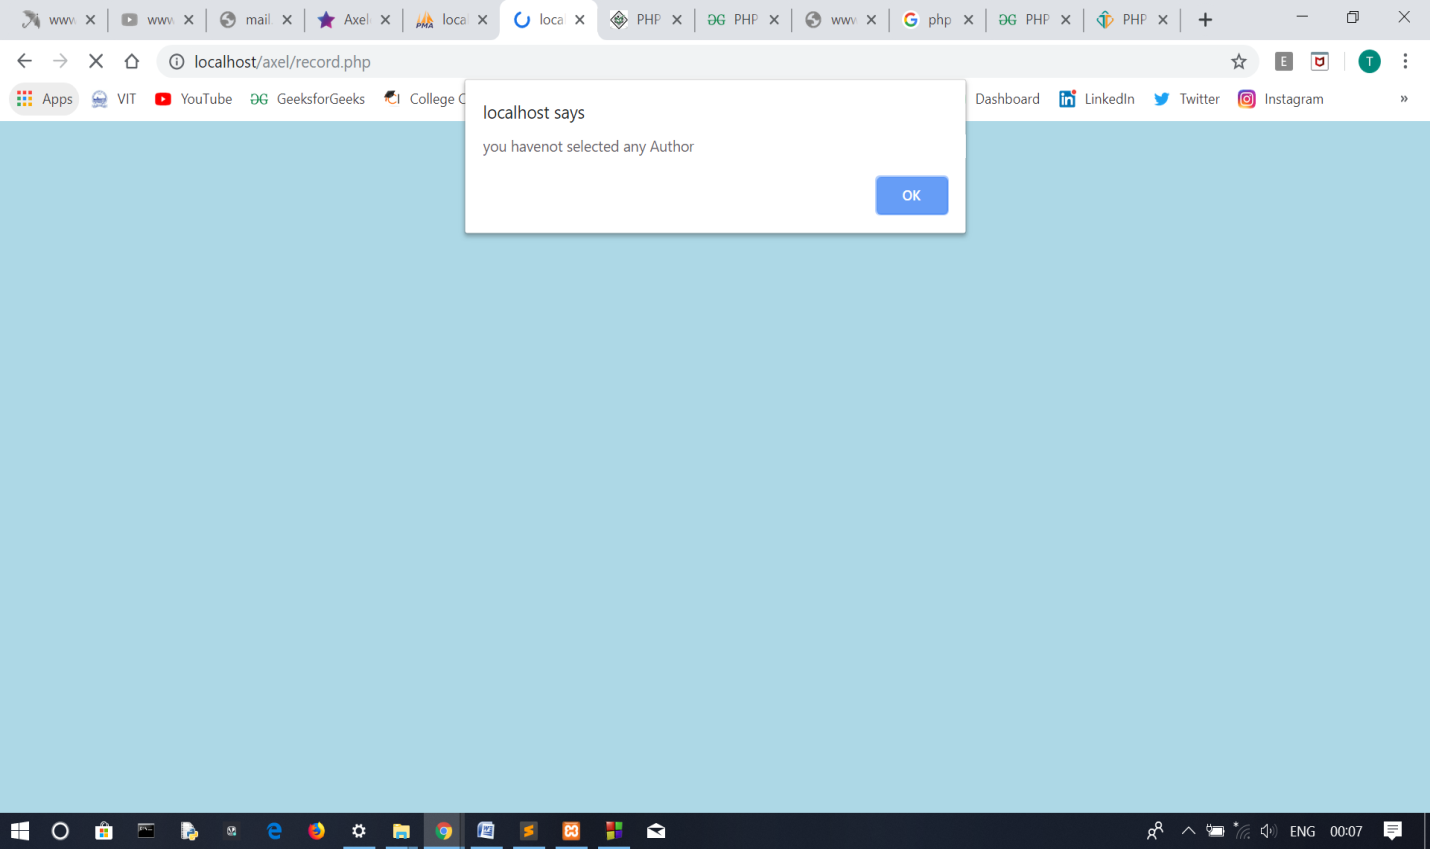 www
www
mail
Axel
loca
loca
PHP
PHP
www
php
PHP
PHP
localhost/axel/record.php
E
T
Apps
VIT
YouTube
GeeksforGeeks
College C
Dashboard
LinkedIn
Twitter
Instagram
»
localhost says
you havenot selected any Author
OK
ENG
00:07